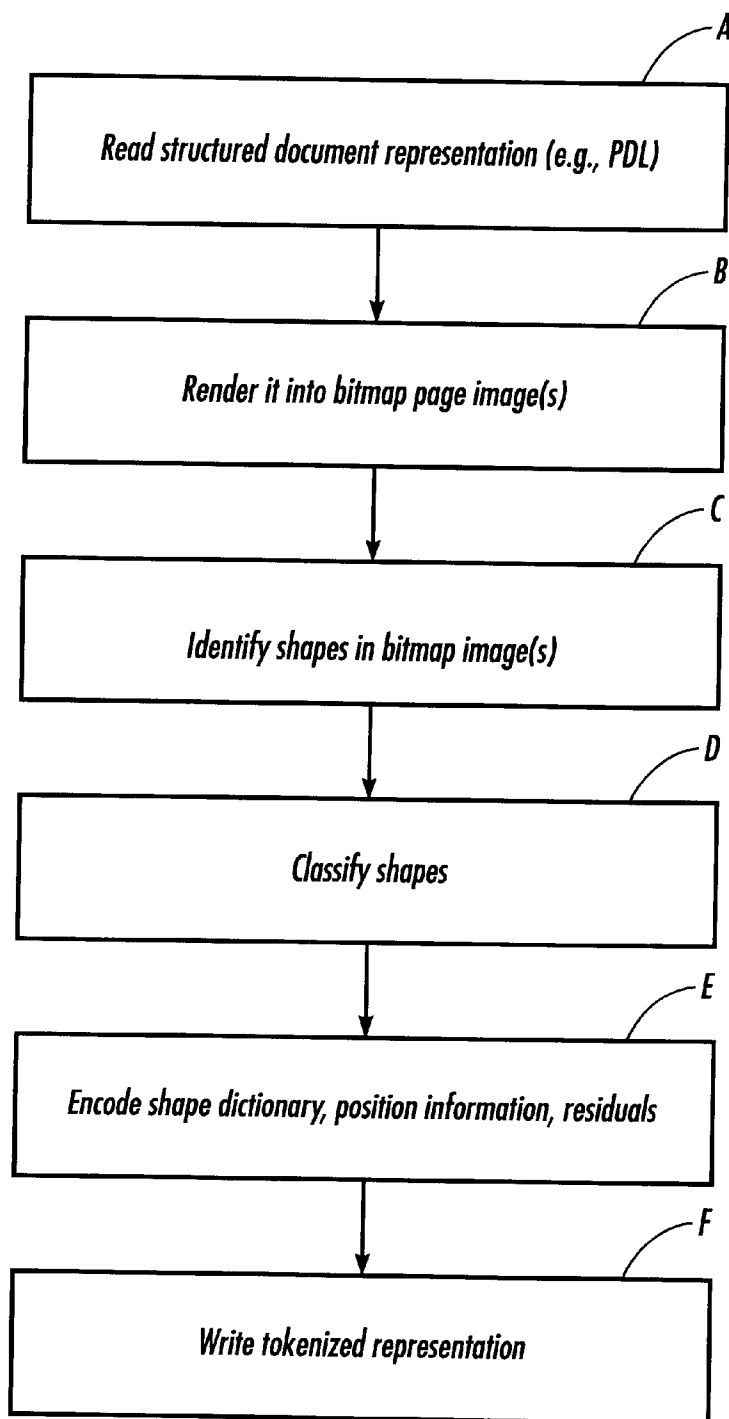 A
Read structured document representation (e.g., PDL)
B
Render it into bitmap page image(s)
C
Identify shapes in bitmap image(s)
D
Classify shapes
E
Encode shape dictionary, position information, residuals
F
Write tokenized representation